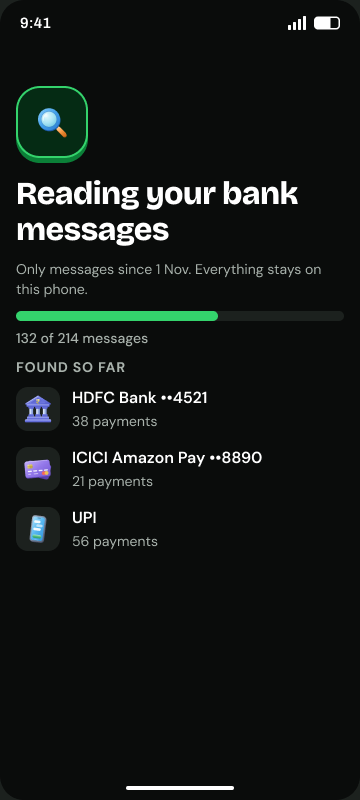 9:41
Reading your bank
messages
Only messages since 1 Nov. Everything stays on
this phone.
132 of 214 messages
FOUND SO FAR
HDFC Bank ••4521
38 payments
ICICI Amazon Pay ••8890
21 payments
UPI
56 payments